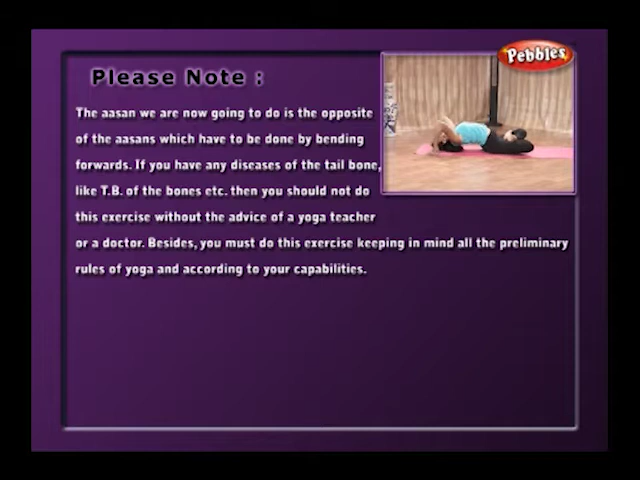 Pebbles
Please Note :
The aasan we are now going to do is the opposite
of the aasans which have to be done by bending
forwards. If you have any diseases of the tail bone,
like T.B. of the bones etc. then you should not do
this exercise without the advice of a yoga teacher
or a doctor. Besides, you must do this exercise keeping in mind all the preliminary
rules of yoga and according to your capabilities.